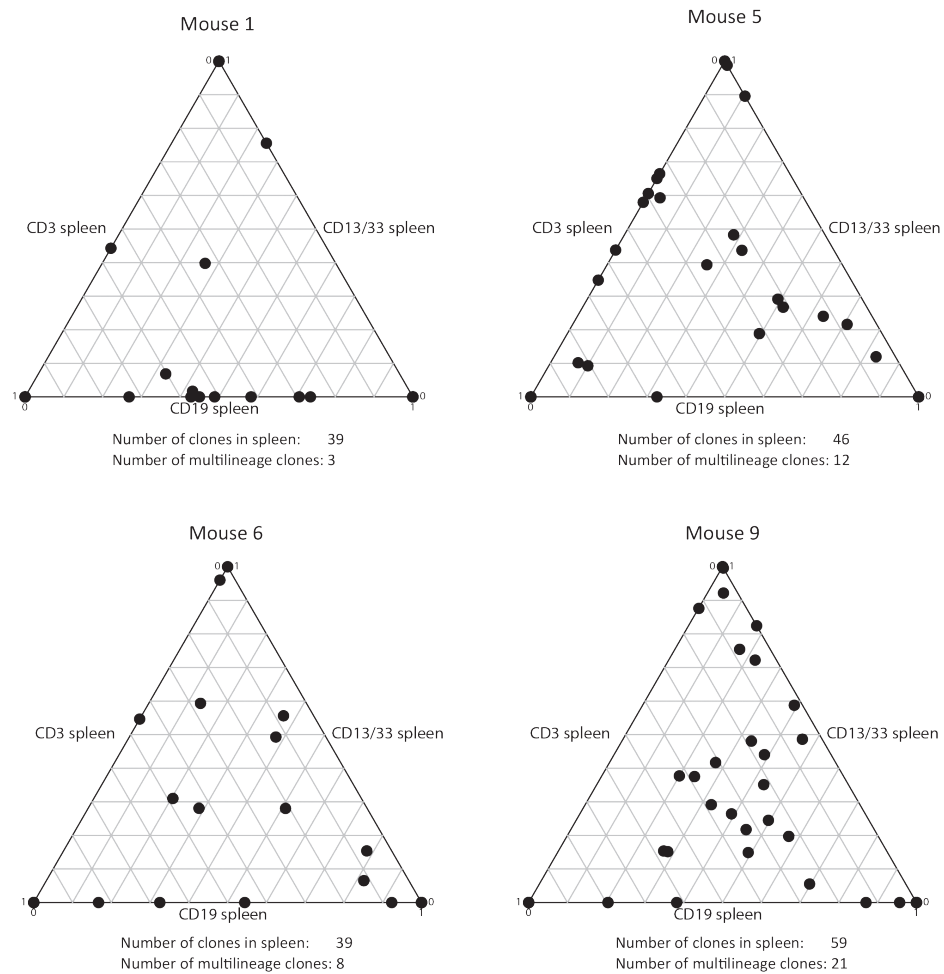 Mouse 1
0 1
CD3 spleen
CD13/33 spleen
1 0
CD19 spleen
0 1
Number of clones in spleen: 39
Number of multilineage clones: 3
Mouse 5
0 1
CD3 spleen
CD13/33 spleen
1 0
CD19 spleen
0 1
Number of clones in spleen: 46
Number of multilineage clones: 12
Mouse 6
0 1
CD3 spleen
CD13/33 spleen
1 0
CD19 spleen
0 1
Number of clones in spleen: 39
Number of multilineage clones: 8
Mouse 9
0 1
CD3 spleen
CD13/33 spleen
1 0
CD19 spleen
0 1
Number of clones in spleen: 59
Number of multilineage clones: 21